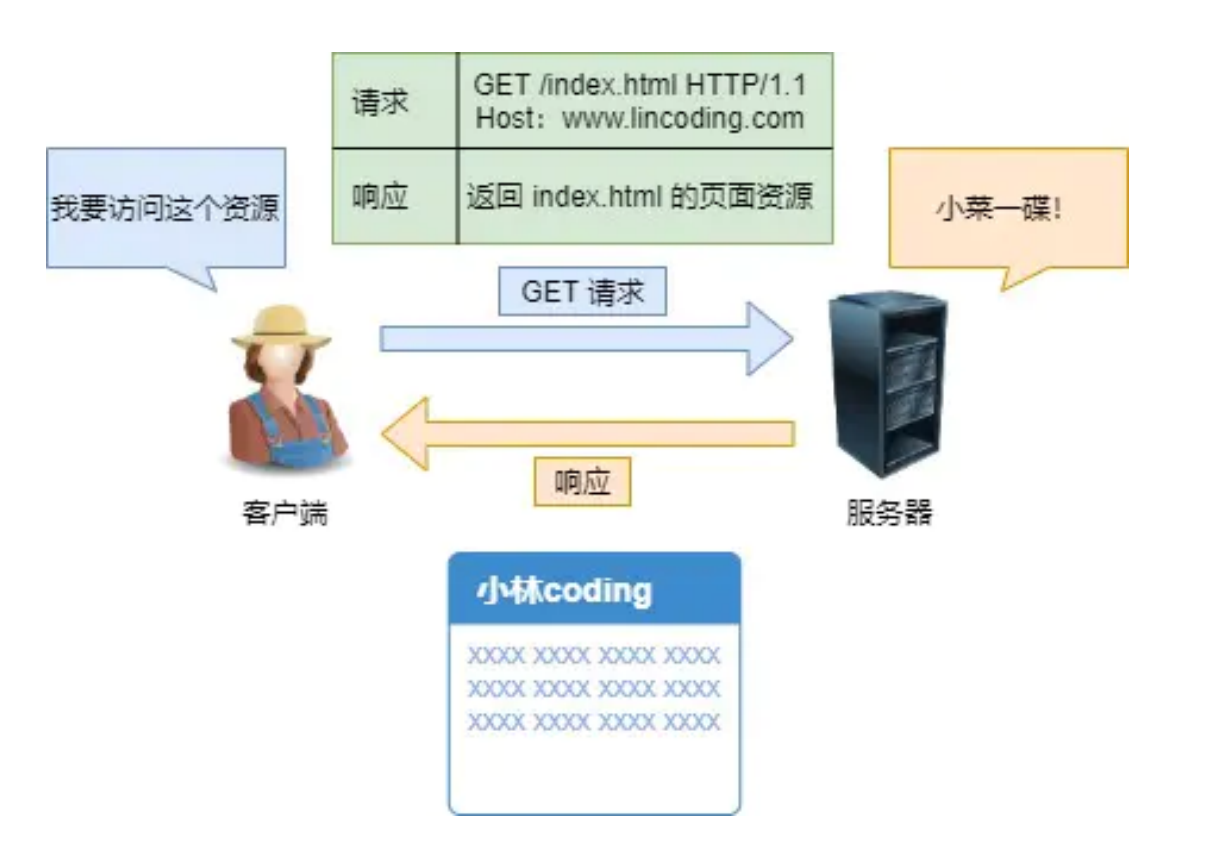 请求
GET /index.html HTTP/1.1
Host：www.lincoding.com
响应
返回 index.html 的页面资源
我要访问这个资源
小菜一碟！
GET 请求
响应
客户端
服务器
小林coding
XXXX XXXX XXXX XXXX
XXXX XXXX XXXX XXXX
XXXX XXXX XXXX XXXX